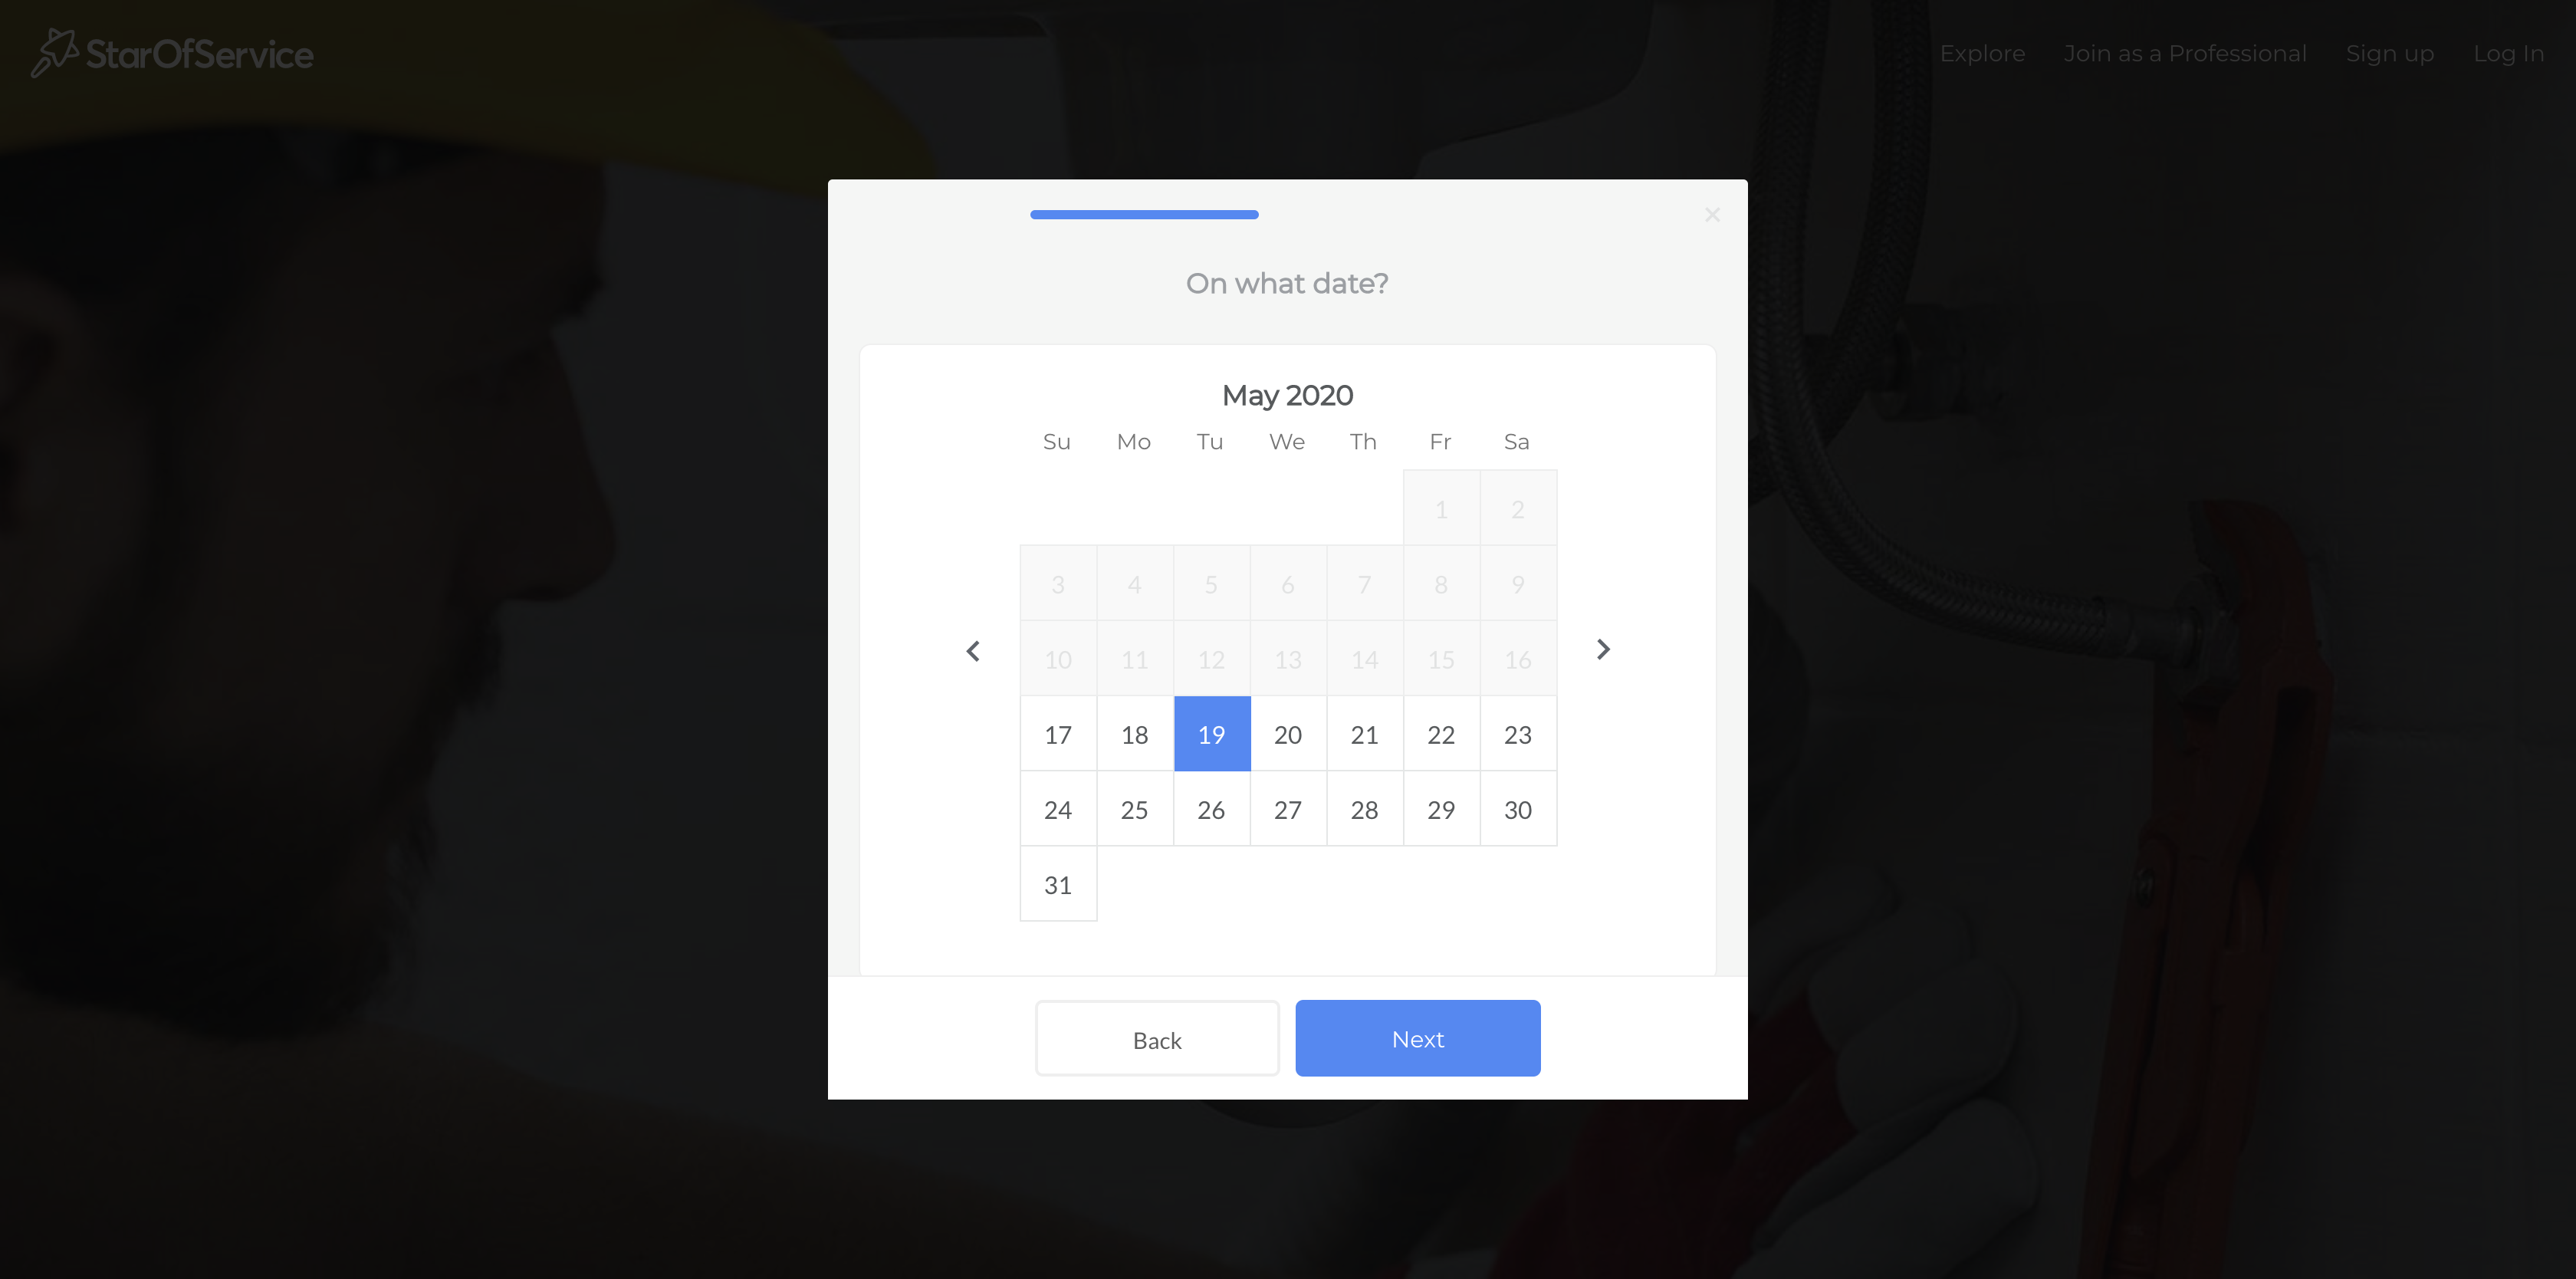 StarOfService
Explore Join as a Professional Sign up Log In
On what date?
May 2020
Su Mo Tu We Th Fr Sa
1 2
3 4 5 6 7 8 9
10 11 12 13 14 15 16
17 18 19 20 21 22 23
24 25 26 27 28 29 30
31
Back Next